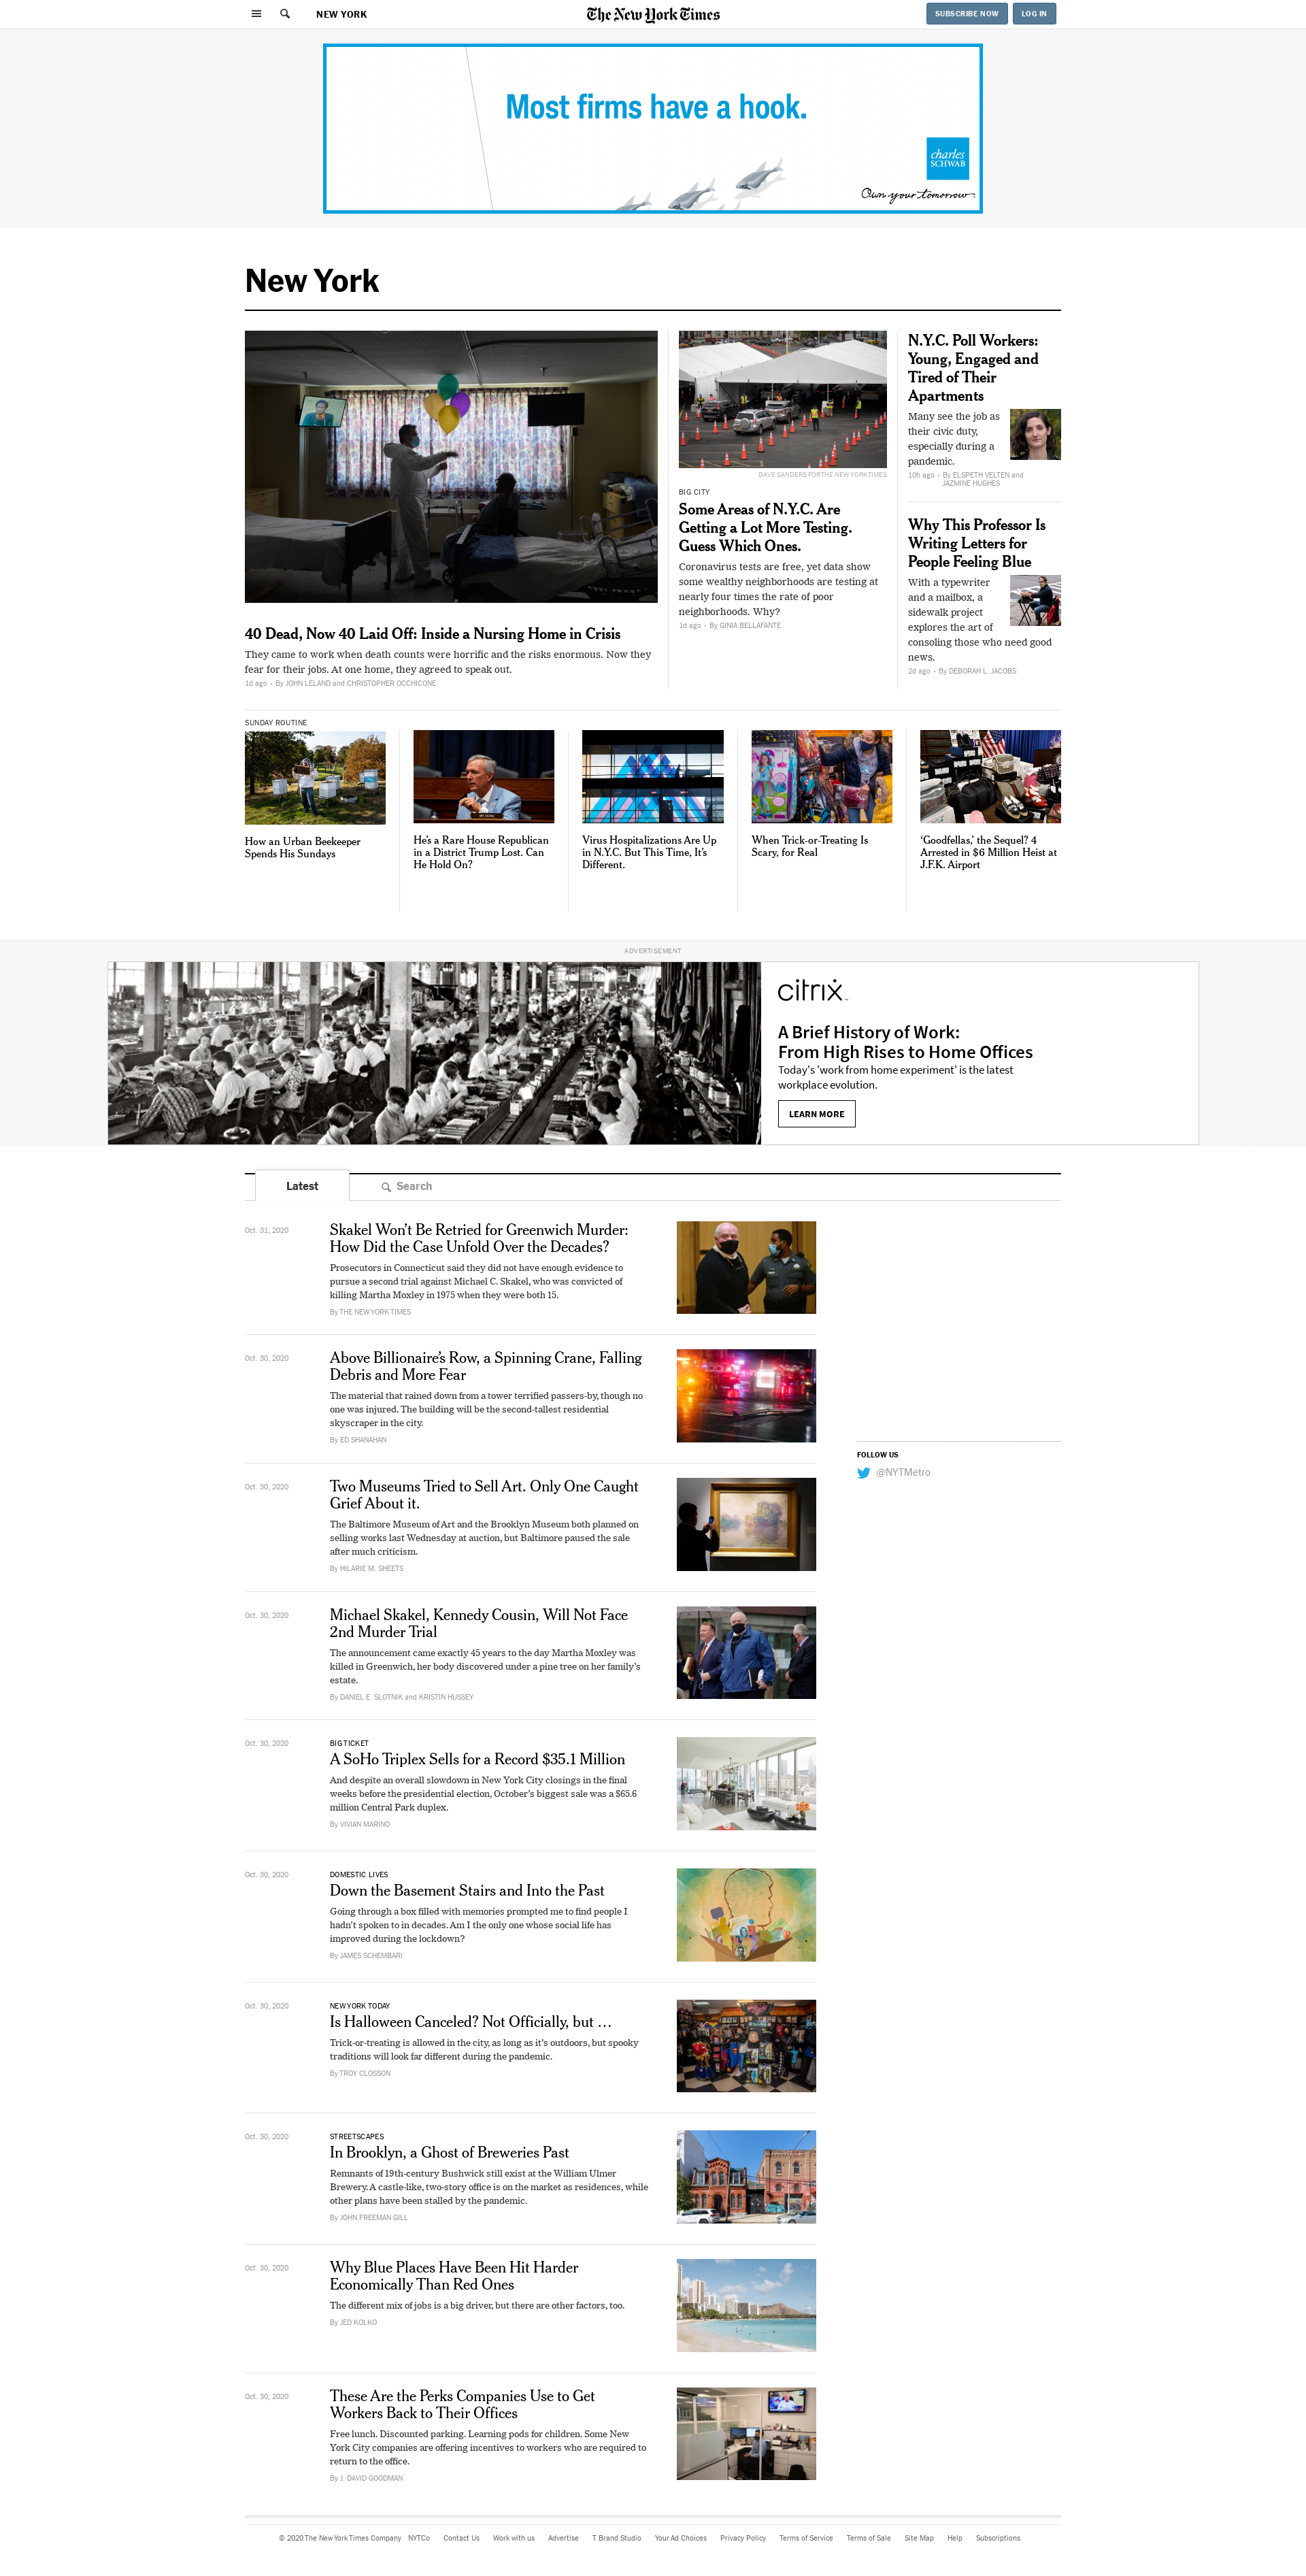 NEW YORK
The New York Times
SUBSCRIBE NOW
LOG IN
Most firms have a hook.
charles
SCHWAB
Own your tomorrow.
New York
40 Dead, Now 40 Laid Off: Inside a Nursing Home in Crisis
They came to work when death counts were horrific and the risks enormous. Now they
fear for their jobs. At one home, they agreed to speak out.
1d ago • By JOHN LELAND and CHRISTOPHER OCCHICONE
DAVE SANDERS FOR THE NEW YORK TIMES
BIG CITY
Some Areas of N.Y.C. Are
Getting a Lot More Testing.
Guess Which Ones.
Coronavirus tests are free, yet data show
some wealthy neighborhoods are testing at
nearly four times the rate of poor
neighborhoods. Why?
1d ago • By GINIA BELLAFANTE
N.Y.C. Poll Workers:
Young, Engaged and
Tired of Their
Apartments
Many see the job as
their civic duty,
especially during a
pandemic.
10h ago • By ELSPETH VELTEN and
JAZMINE HUGHES
Why This Professor Is
Writing Letters for
People Feeling Blue
With a typewriter
and a mailbox, a
sidewalk project
explores the art of
consoling those who need good
news.
2d ago • By DEBORAH L. JACOBS
SUNDAY ROUTINE
How an Urban Beekeeper
Spends His Sundays
He's a Rare House Republican
in a District Trump Lost. Can
He Hold On?
Virus Hospitalizations Are Up
in N.Y.C. But This Time, It's
Different.
When Trick-or-Treating Is
Scary, for Real
‘Goodfellas,’ the Sequel? 4
Arrested in $6 Million Heist at
J.F.K. Airport
ADVERTISEMENT
citrix
A Brief History of Work:
From High Rises to Home Offices
Today's 'work from home experiment' is the latest
workplace evolution.
LEARN MORE
Latest
Search
Oct. 31, 2020
Skakel Won't Be Retried for Greenwich Murder:
How Did the Case Unfold Over the Decades?
Prosecutors in Connecticut said they did not have enough evidence to
pursue a second trial against Michael C. Skakel, who was convicted of
killing Martha Moxley in 1975 when they were both 15.
By THE NEW YORK TIMES
Oct. 30, 2020
Above Billionaire's Row, a Spinning Crane, Falling
Debris and More Fear
The material that rained down from a tower terrified passers-by, though no
one was injured. The building will be the second-tallest residential
skyscraper in the city.
By ED SHANAHAN
FOLLOW US
@NYTMetro
Oct. 30, 2020
Two Museums Tried to Sell Art. Only One Caught
Grief About it.
The Baltimore Museum of Art and the Brooklyn Museum both planned on
selling works last Wednesday at auction, but Baltimore paused the sale
after much criticism.
By HILARIE M. SHEETS
Oct. 30, 2020
Michael Skakel, Kennedy Cousin, Will Not Face
2nd Murder Trial
The announcement came exactly 45 years to the day Martha Moxley was
killed in Greenwich, her body discovered under a pine tree on her family's
estate.
By DANIEL E. SLOTNIK and KRISTIN HUSSEY
Oct. 30, 2020
BIG TICKET
A SoHo Triplex Sells for a Record $35.1 Million
And despite an overall slowdown in New York City closings in the final
weeks before the presidential election, October's biggest sale was a $65.6
million Central Park duplex.
By VIVIAN MARINO
Oct. 30, 2020
DOMESTIC LIVES
Down the Basement Stairs and Into the Past
Going through a box filled with memories prompted me to find people I
hadn't spoken to in decades. Am I the only one whose social life has
improved during the lockdown?
By JAMES SCHEMBARI
Oct. 30, 2020
NEW YORK TODAY
Is Halloween Canceled? Not Officially, but …
Trick-or-treating is allowed in the city, as long as it's outdoors, but spooky
traditions will look far different during the pandemic.
By TROY CLOSSON
Oct. 30, 2020
STREETSCAPES
In Brooklyn, a Ghost of Breweries Past
Remnants of 19th-century Bushwick still exist at the William Ulmer
Brewery. A castle-like, two-story office is on the market as residences, while
other plans have been stalled by the pandemic.
By JOHN FREEMAN GILL
Oct. 30, 2020
Why Blue Places Have Been Hit Harder
Economically Than Red Ones
The different mix of jobs is a big driver, but there are other factors, too.
By JED KOLKO
Oct. 30, 2020
These Are the Perks Companies Use to Get
Workers Back to Their Offices
Free lunch. Discounted parking. Learning pods for children. Some New
York City companies are offering incentives to workers who are required to
return to the office.
By J. DAVID GOODMAN
© 2020 The New York Times Company NYTCo Contact Us Work with us Advertise T Brand Studio Your Ad Choices Privacy Policy Terms of Service Terms of Sale Site Map Help Subscriptions